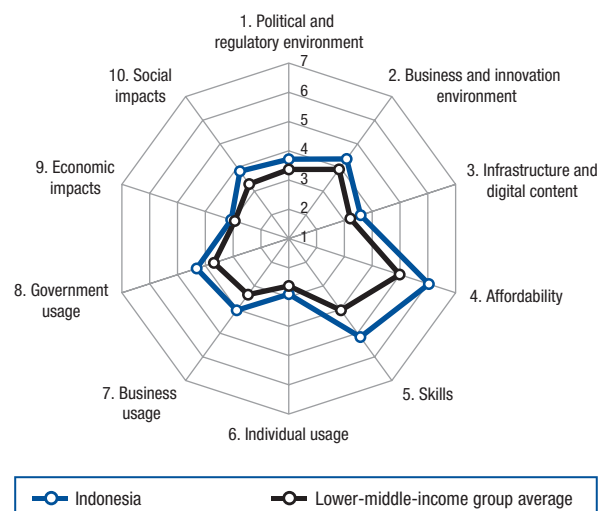 1. Political and
regulatory environment
10. Social
impacts
2. Business and innovation
environment
9. Economic
impacts
3. Infrastructure and
digital content
8. Government
usage
4. Affordability
7. Business
usage
5. Skills
6. Individual usage
7
6
5
4
3
2
1
Indonesia
Lower-middle-income group average